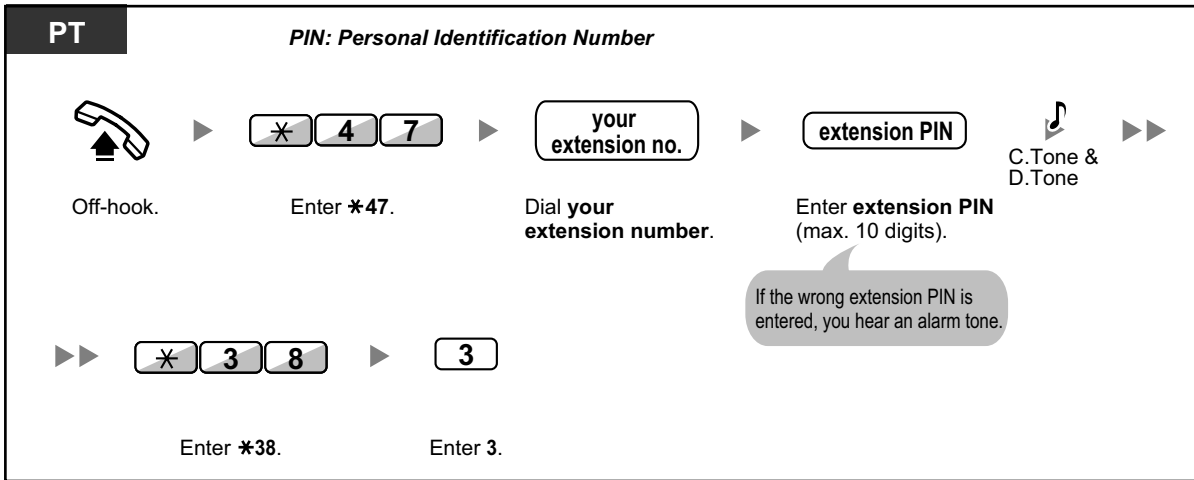 PT
PIN: Personal Identification Number
✳ 4 7
your
extension no.
extension PIN
C.Tone &
D.Tone
Off-hook.
Enter ✳47.
Dial your
extension number.
Enter extension PIN
(max. 10 digits).
If the wrong extension PIN is
entered, you hear an alarm tone.
✳ 3 8
3
Enter ✳38.
Enter 3.